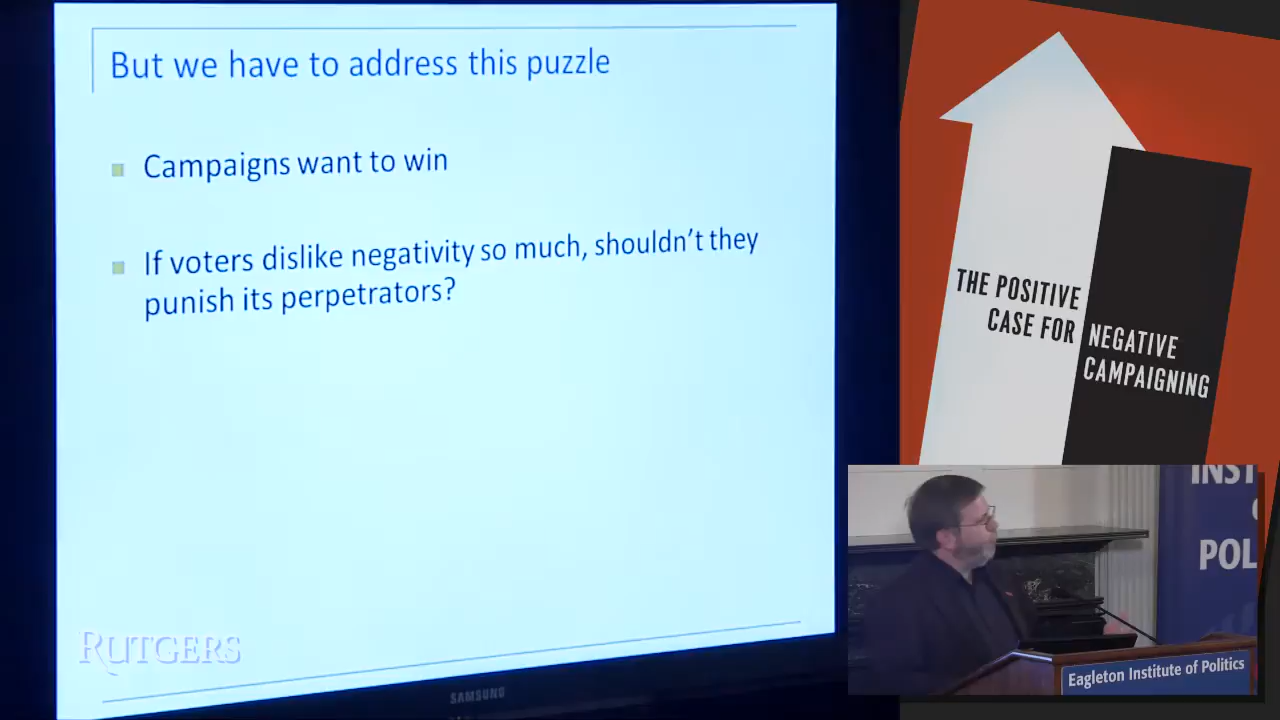 But we have to address this puzzle
Campaigns want to win
If voters dislike negativity so much, shouldn't they
punish its perpetrators?
RUTGERS
SAMSUNG
THE POSITIVE
CASE FOR
NEGATIVE
CAMPAIGNING
INST
POL
Eagleton Institute of Politics